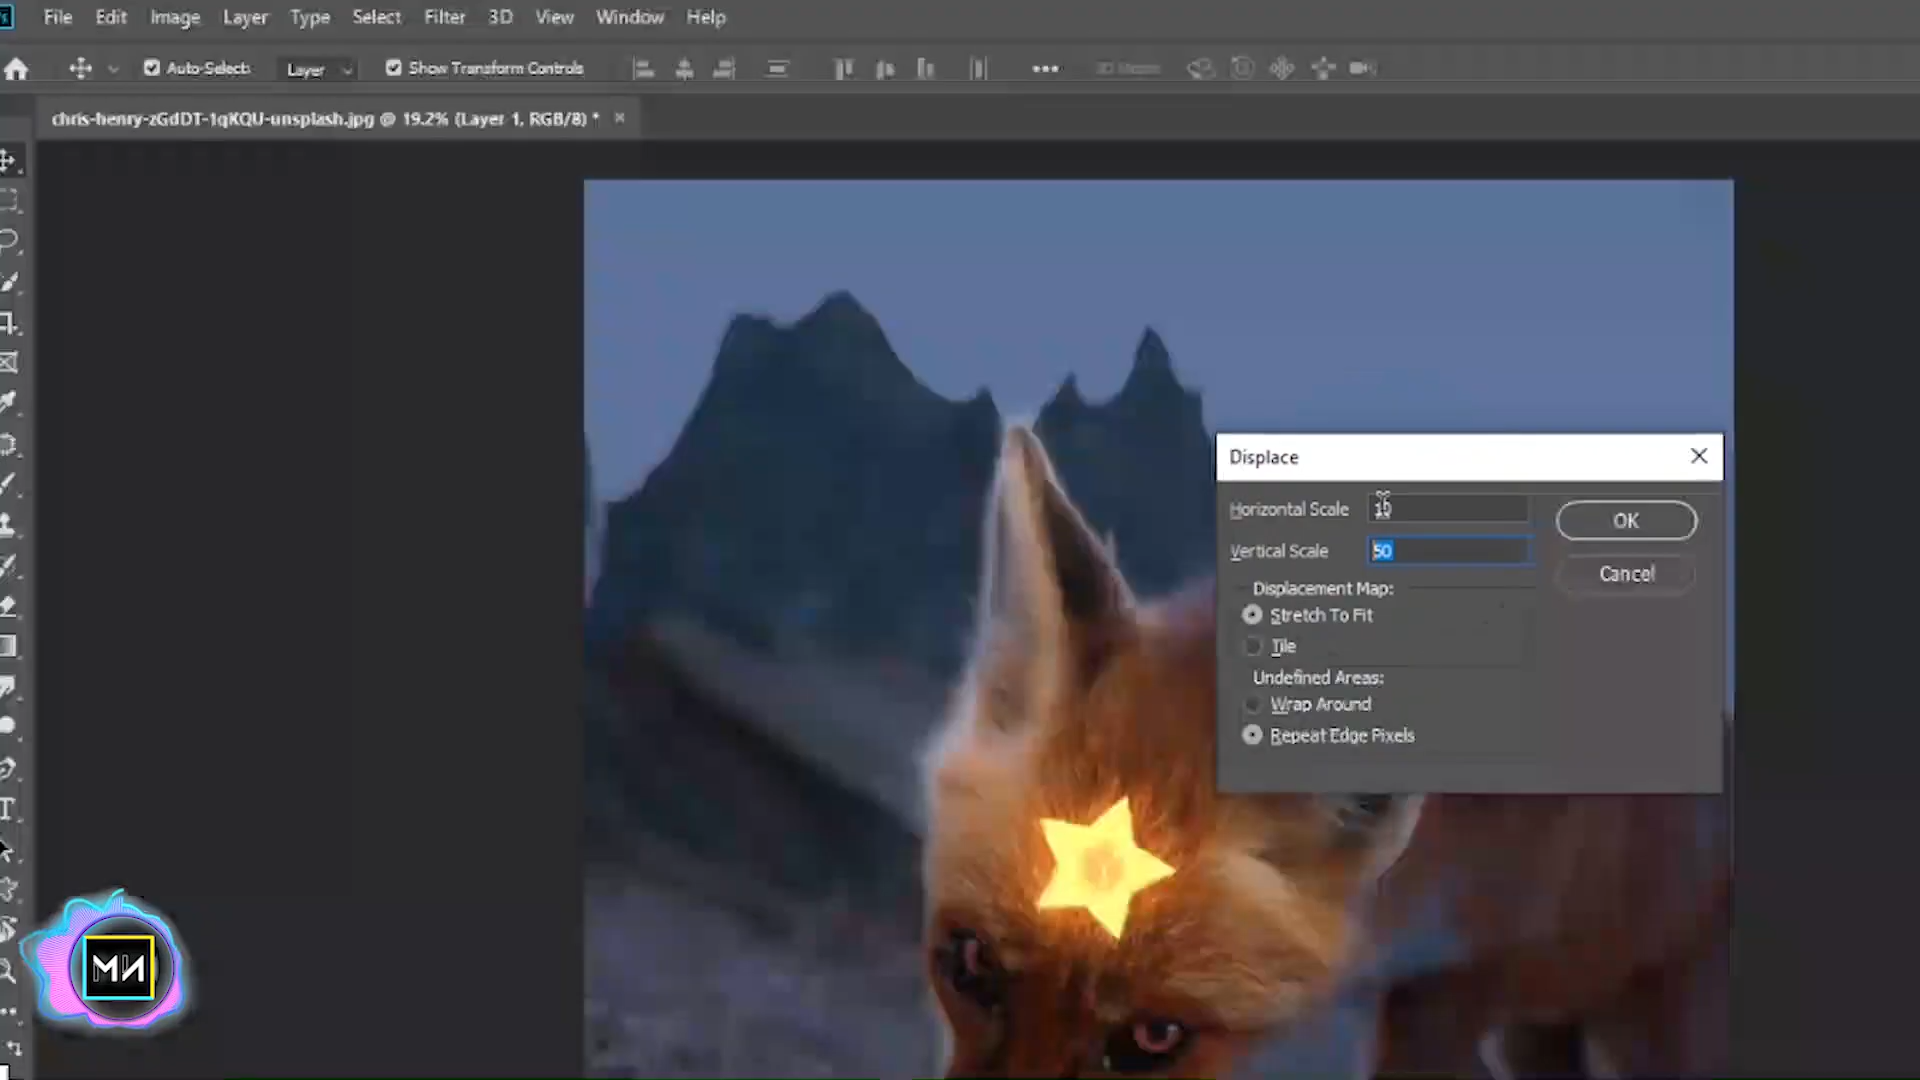 File Edit Image Layer Type Select Filter 3D View Window Help
Auto-Select: Layer Show Transform Controls
chris-henry-zGdDT-1qKQU-unsplash.jpg @ 19.2% (Layer 1, RGB/8) *
Displace
Horizontal Scale
OK
Vertical Scale 50
Cancel
Displacement Map:
Stretch To Fit
Tile
Undefined Areas:
Wrap Around
Repeat Edge Pixels
МИ